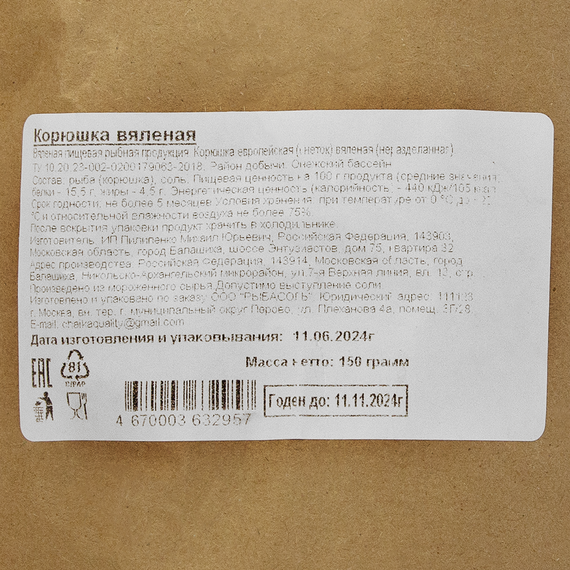 Корюшка вяленая
Вяленая пищевая рыбная продукция. Корюшка европейская (снеток) вяленая (неразделанная)
ТУ 10.20.23-002-0200179063-2018. Район добычи: Онежский бассейн
Состав: рыба (корюшка), соль. Пищевая ценность на 100 г продукта (средние значения):
белки - 15,5 г, жиры - 4,5 г. Энергетическая ценность (калорийность): - 440 кДж/105 ккал
Срок годности: не более 5 месяцев. Условия хранения: при температуре от 0 °C до
°C и относительной влажности воздуха не более 75%.
После вскрытия упаковки продукт хранить в холодильнике.
Изготовитель: ИП Пилипенко Михаил Юрьевич, Российская Федерация, 143903,
Московская область, город Балашиха, шоссе Энтузиастов, дом 75, квартира 32
Адрес производства: Российская Федерация, 143914, Московская область, город
Балашиха, Никольско-Архангельский микрорайон, ул 7-я Верхняя линия, вл. 13, стр
Произведено из мороженного сырья Допустимо выступление соли
Изготовлено и упаковано по заказу: ООО "РЫБАСОЛЬ" Юридический адрес: 111123
г. Москва, вн. тер. г. муниципальный округ Перово, ул. Плеханова 4а, помещ. 37/28.
E-mail: chaikaquality@gmail.com
Дата изготовления и упаковывания: 11.06.2024г
Масса нетто: 150 грамм
EAC
81
C/PAP
Годен до: 11.11.2024г
4 670003 632957